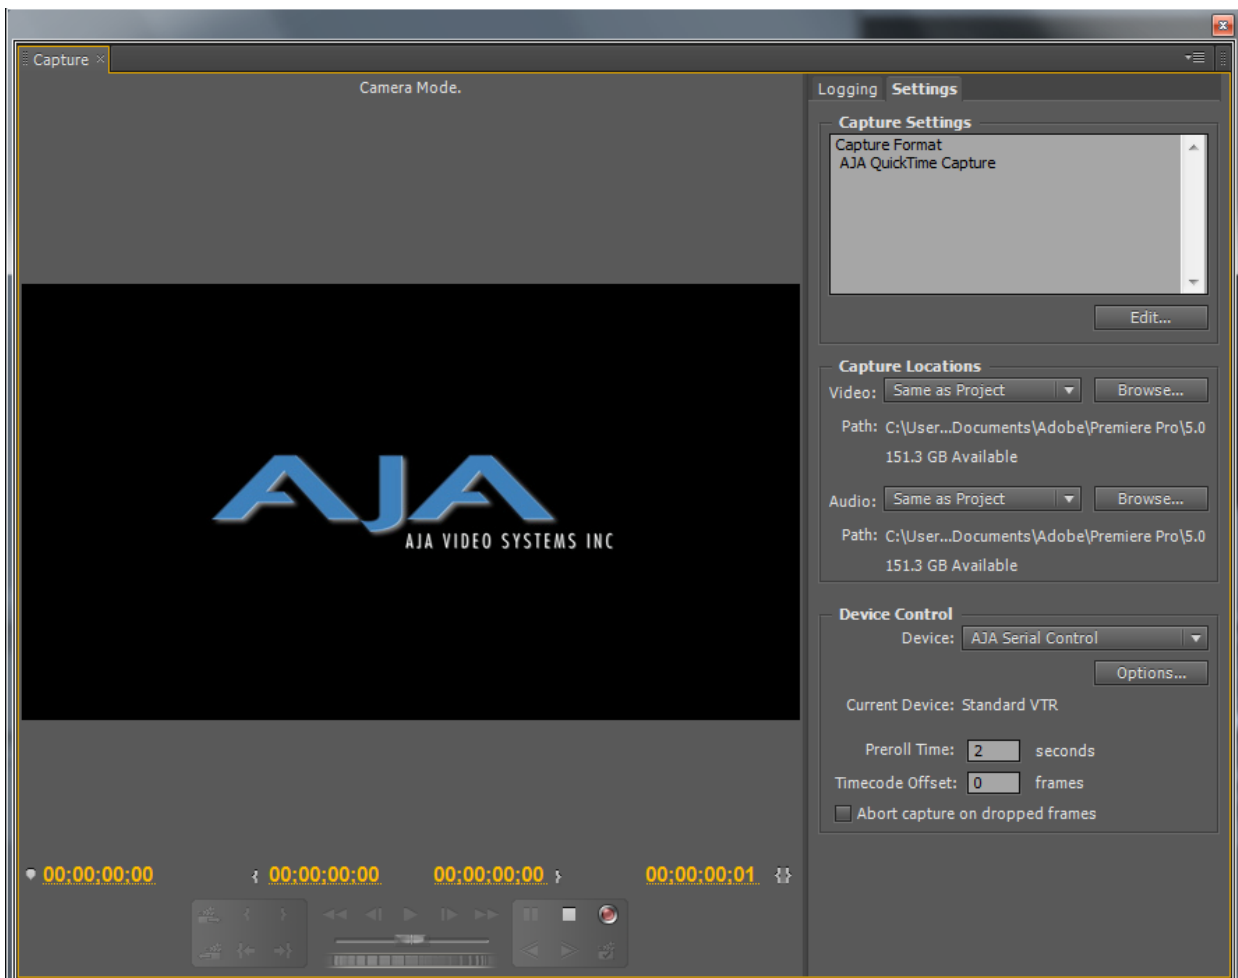 Capture
Camera Mode.
Logging Settings
Capture Settings
Capture Format
AJA QuickTime Capture
Edit...
Capture Locations
Video: Same as Project Browse...
Path: C:\User...Documents\Adobe\Premiere Pro\5.0
151.3 GB Available
Audio: Same as Project Browse...
Path: C:\User...Documents\Adobe\Premiere Pro\5.0
151.3 GB Available
Device Control
Device: AJA Serial Control
Options...
Current Device: Standard VTR
Preroll Time: 2 seconds
Timecode Offset: 0 frames
Abort capture on dropped frames
AJA
AJA VIDEO SYSTEMS INC
00;00;00;00 { 00;00;00;00 00;00;00;00 } 00;00;00;01 {}